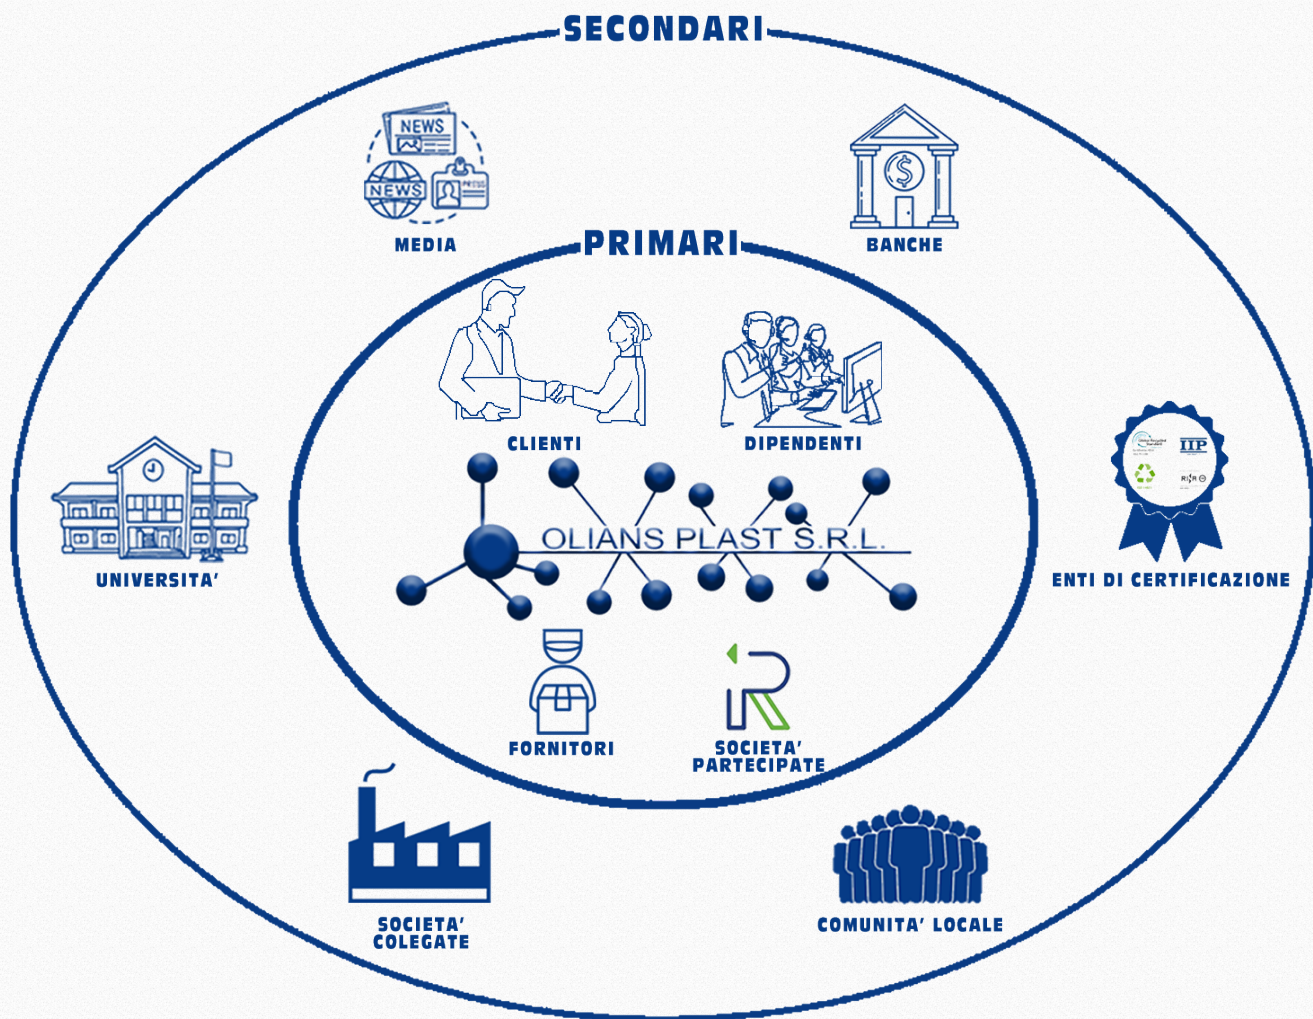 SECONDARI
NEWS
NEWS
PRESS
MEDIA
BANCHE
PRIMARI
CLIENTI
DIPENDENTI
OLIANS PLAST S.R.L.
UNIVERSITA'
IIP
ENTI DI CERTIFICAZIONE
FORNITORI
SOCIETA'
PARTECIPATE
SOCIETA'
COLEGATE
COMUNITA' LOCALE